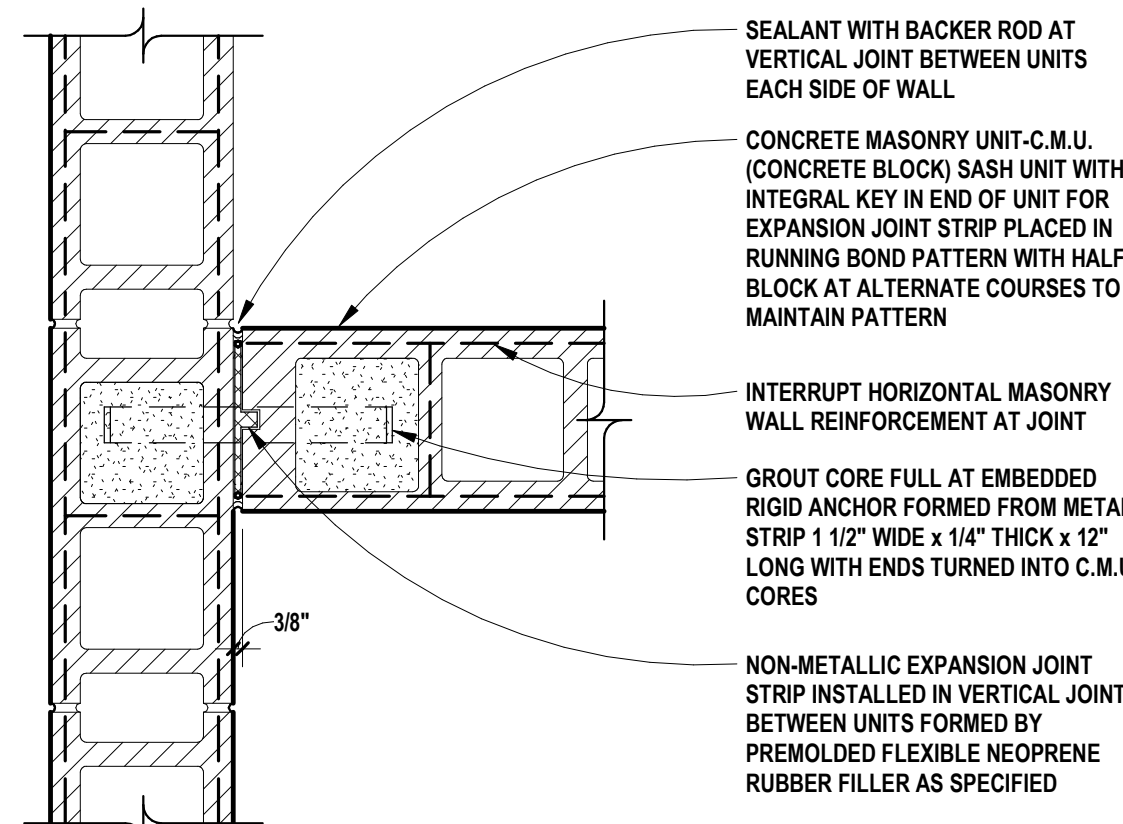 SEALANT WITH BACKER ROD AT
VERTICAL JOINT BETWEEN UNITS
EACH SIDE OF WALL
CONCRETE MASONRY UNIT-C.M.U.
(CONCRETE BLOCK) SASH UNIT WITH
INTEGRAL KEY IN END OF UNIT FOR
EXPANSION JOINT STRIP PLACED IN
RUNNING BOND PATTERN WITH HALF
BLOCK AT ALTERNATE COURSES TO
MAINTAIN PATTERN
INTERRUPT HORIZONTAL MASONRY
WALL REINFORCEMENT AT JOINT
GROUT CORE FULL AT EMBEDDED
RIGID ANCHOR FORMED FROM METAL
STRIP 1 1/2" WIDE x 1/4" THICK x 12"
LONG WITH ENDS TURNED INTO C.M.U
CORES
3/8"
NON-METALLIC EXPANSION JOINT
STRIP INSTALLED IN VERTICAL JOINT
BETWEEN UNITS FORMED BY
PREMOLDED FLEXIBLE NEOPRENE
RUBBER FILLER AS SPECIFIED